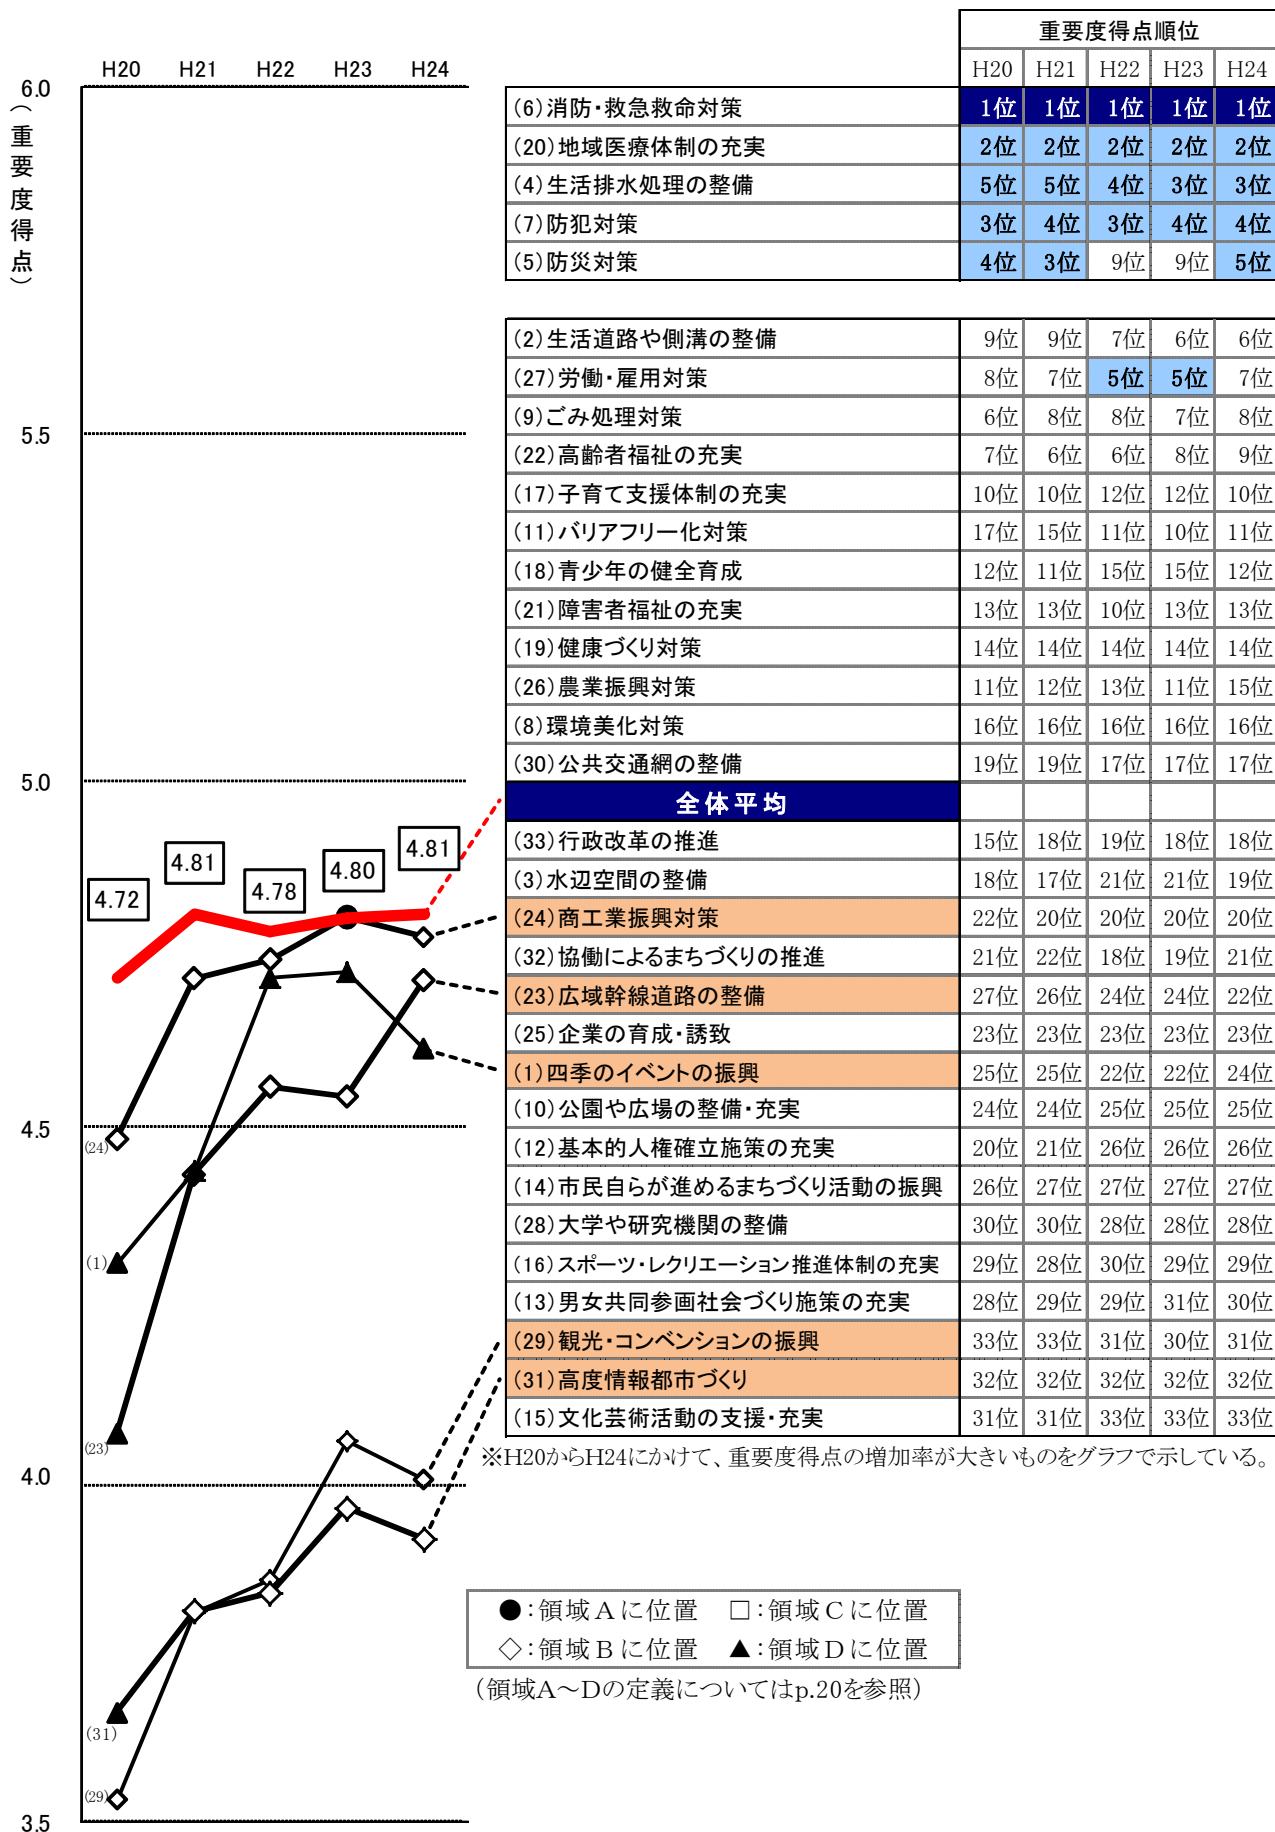 重要度得点順位
H20 H21 H22 H23 H24
H20 H21 H22 H23 H24
6.0
（重要度得点）
(6)消防・救急救命対策 1位 1位 1位 1位 1位
(20)地域医療体制の充実 2位 2位 2位 2位 2位
(4)生活排水処理の整備 5位 5位 4位 3位 3位
(7)防犯対策 3位 4位 3位 4位 4位
(5)防災対策 4位 3位 9位 9位 5位
(2)生活道路や側溝の整備 9位 9位 7位 6位 6位
(27)労働・雇用対策 8位 7位 5位 5位 7位
(9)ごみ処理対策 6位 8位 8位 7位 8位
5.5
(22)高齢者福祉の充実 7位 6位 6位 8位 9位
(17)子育て支援体制の充実 10位 10位 12位 12位 10位
(11)バリアフリー化対策 17位 15位 11位 10位 11位
(18)青少年の健全育成 12位 11位 15位 15位 12位
(21)障害者福祉の充実 13位 13位 10位 13位 13位
(19)健康づくり対策 14位 14位 14位 14位 14位
(26)農業振興対策 11位 12位 13位 11位 15位
(8)環境美化対策 16位 16位 16位 16位 16位
(30)公共交通網の整備 19位 19位 17位 17位 17位
5.0
全体平均
(33)行政改革の推進 15位 18位 19位 18位 18位
(3)水辺空間の整備 18位 17位 21位 21位 19位
(24)商工業振興対策 22位 20位 20位 20位 20位
(32)協働によるまちづくりの推進 21位 22位 18位 19位 21位
(23)広域幹線道路の整備 27位 26位 24位 24位 22位
(25)企業の育成・誘致 23位 23位 23位 23位 23位
(1)四季のイベントの振興 25位 25位 22位 22位 24位
(10)公園や広場の整備・充実 24位 24位 25位 25位 25位
(12)基本的人権確立施策の充実 20位 21位 26位 26位 26位
(14)市民自らが進めるまちづくり活動の振興 26位 27位 27位 27位 27位
(28)大学や研究機関の整備 30位 30位 28位 28位 28位
(16)スポーツ・レクリエーション推進体制の充実 29位 28位 30位 29位 29位
(13)男女共同参画社会づくり施策の充実 28位 29位 29位 31位 30位
(29)観光・コンベンションの振興 33位 33位 31位 30位 31位
(31)高度情報都市づくり 32位 32位 32位 32位 32位
(15)文化芸術活動の支援・充実 31位 31位 33位 33位 33位
4.72 4.81 4.78 4.80 4.81
4.5
(24)
(1)
(23)
※H20からH24にかけて、重要度得点の増加率が大きいものをグラフで示している。
4.0
●：領域Ａに位置 □：領域Ｃに位置
◇：領域Ｂに位置 ▲：領域Ｄに位置
（領域A～Dの定義についてはp.20を参照）
(31)
(29)
3.5